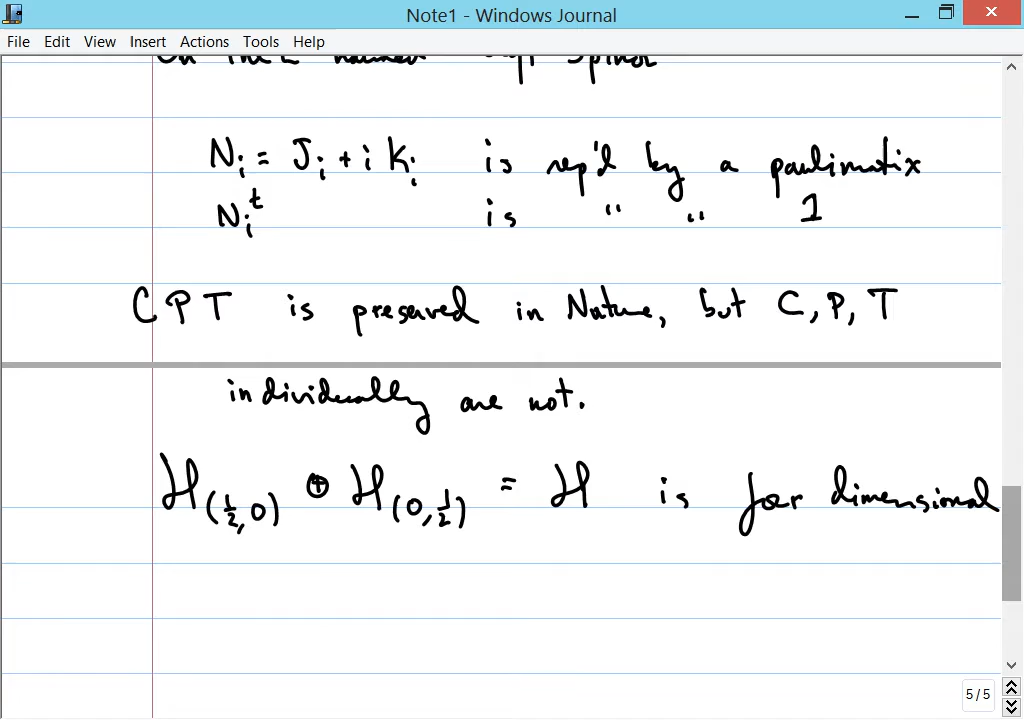 Note1 - Windows Journal
File Edit View Insert Actions Tools Help
Spinor
Nᵢ = Jᵢ + i Kᵢ is rep'd by a paulimatix
Nᵢ† is " " 1
C P T is preserved in Nature, but C, P, T
individually are not.
H(½,0) ⊕ H(0,½) = H is four dimensional
5/5